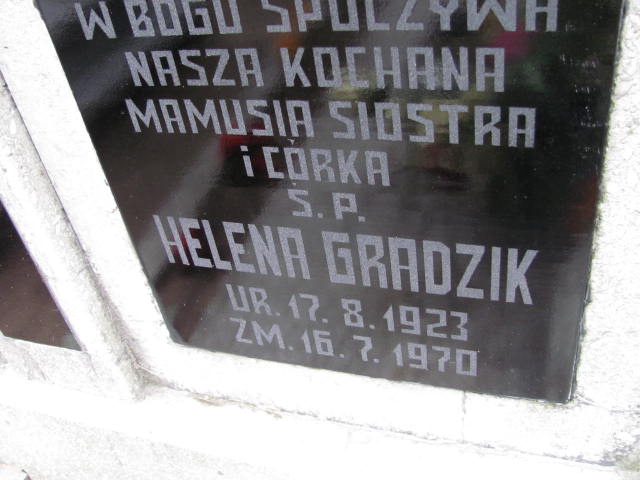 W BOGU SPOCZYWA
NASZA KOCHANA
MAMUSIA SIOSTRA
i CÓRKA
Ś. P.
HELENA GRADZIK
UR. 17. 8. 1923
ZM. 16. 7. 1970